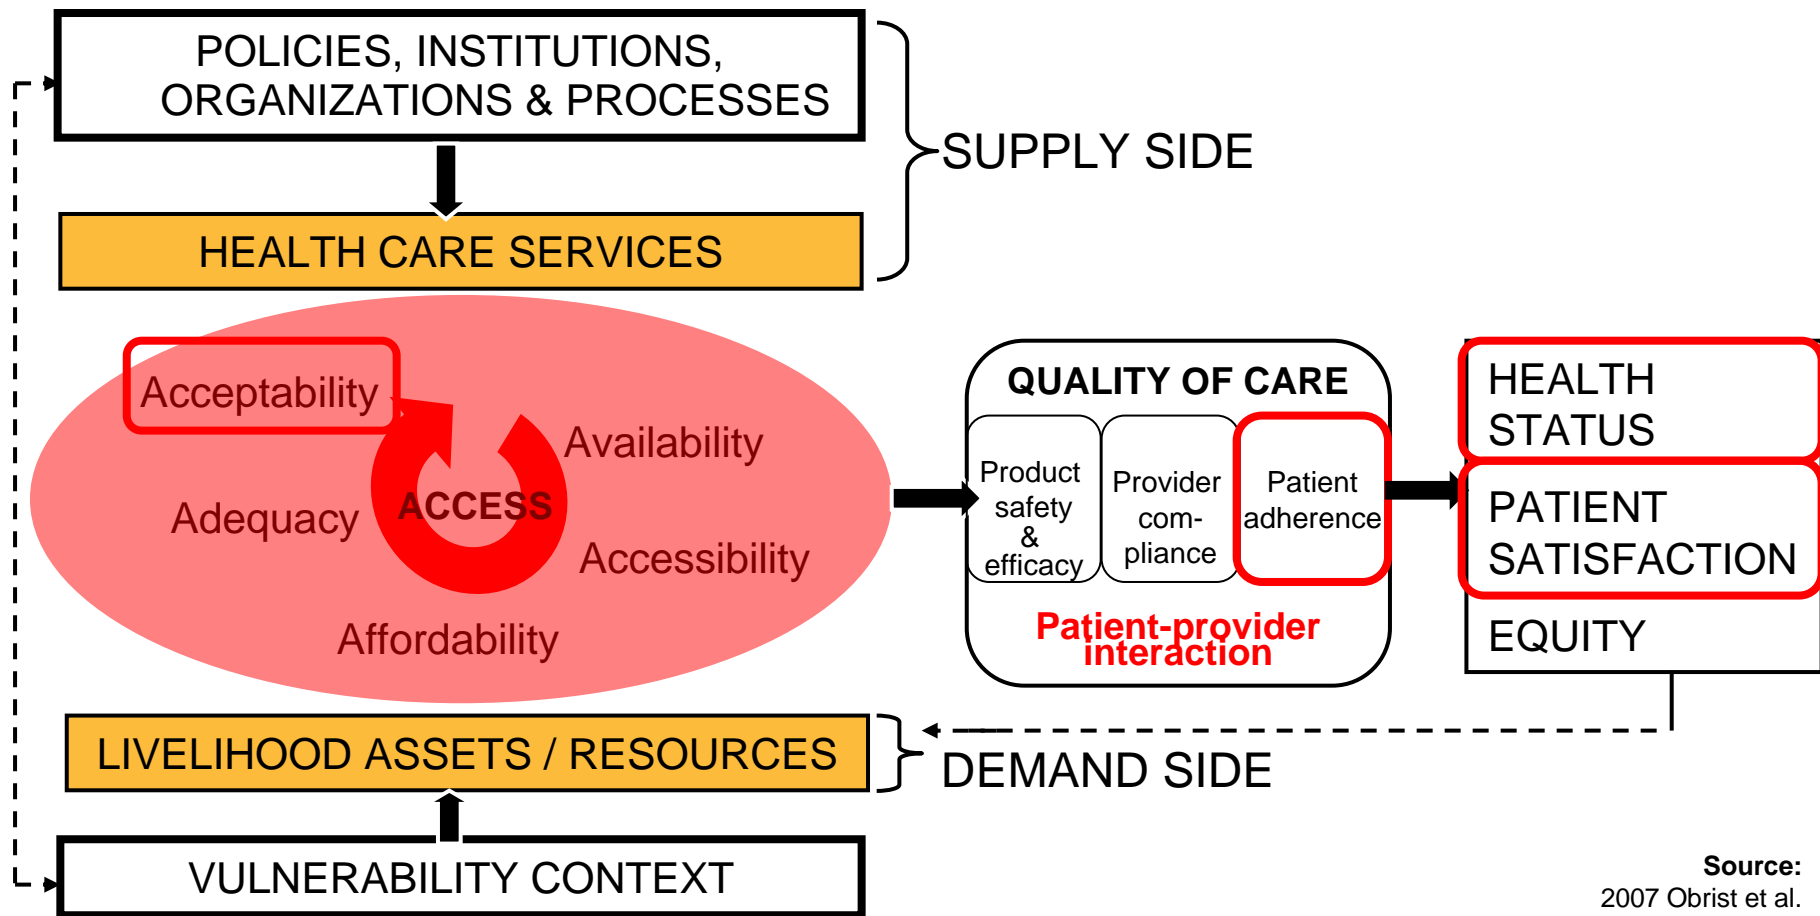 POLICIES, INSTITUTIONS,
ORGANIZATIONS & PROCESSES
SUPPLY SIDE
HEALTH CARE SERVICES
Acceptability
Availability
ACCESS
Adequacy
Accessibility
Affordability
QUALITY OF CARE
Product
safety
&
efficacy
Provider
com-
pliance
Patient
adherence
Patient-provider
interaction
HEALTH
STATUS
PATIENT
SATISFACTION
EQUITY
LIVELIHOOD ASSETS / RESOURCES
DEMAND SIDE
VULNERABILITY CONTEXT
Source:
2007 Obrist et al.